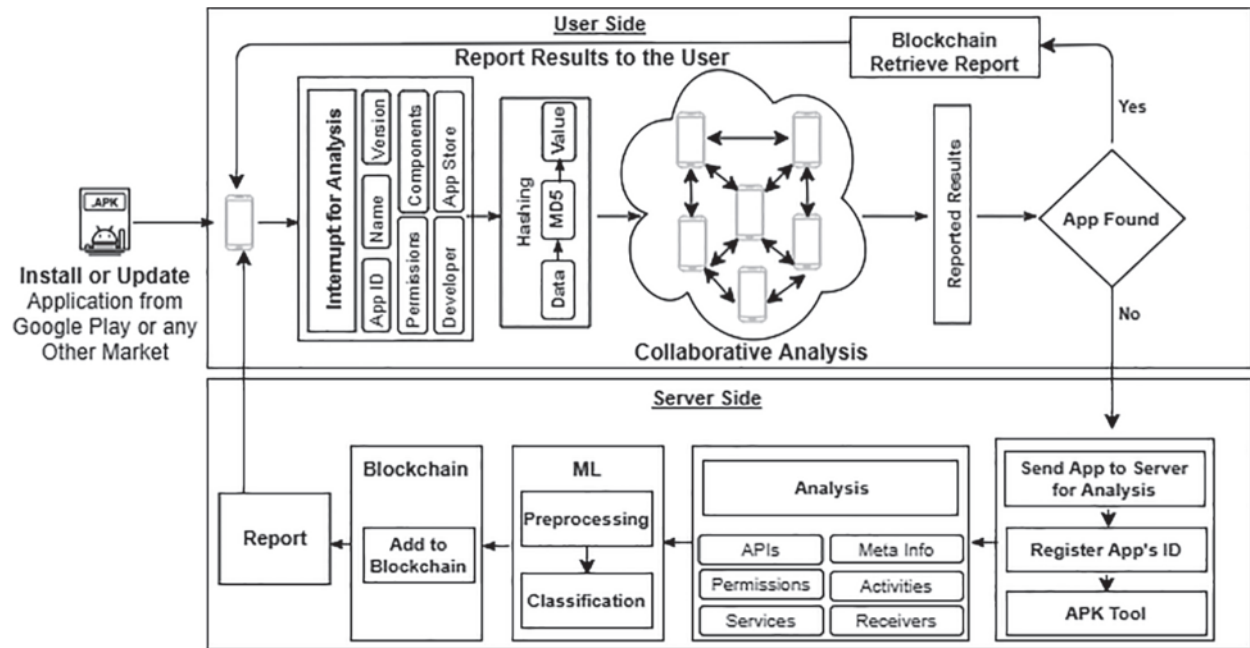 User Side
Report Results to the User
Blockchain
Retrieve Report
Yes
.APK
Install or Update
Application from
Google Play or any
Other Market
Interrupt for Analysis
App ID
Name
Version
Permissions
Components
Developer
App Store
Hashing
Data
MD5
Value
Collaborative Analysis
Reported Results
App Found
No
Server Side
Send App to Server
for Analysis
Register App's ID
APK Tool
Analysis
APIs
Meta Info
Permissions
Activities
Services
Receivers
ML
Preprocessing
Classification
Blockchain
Add to
Blockchain
Report